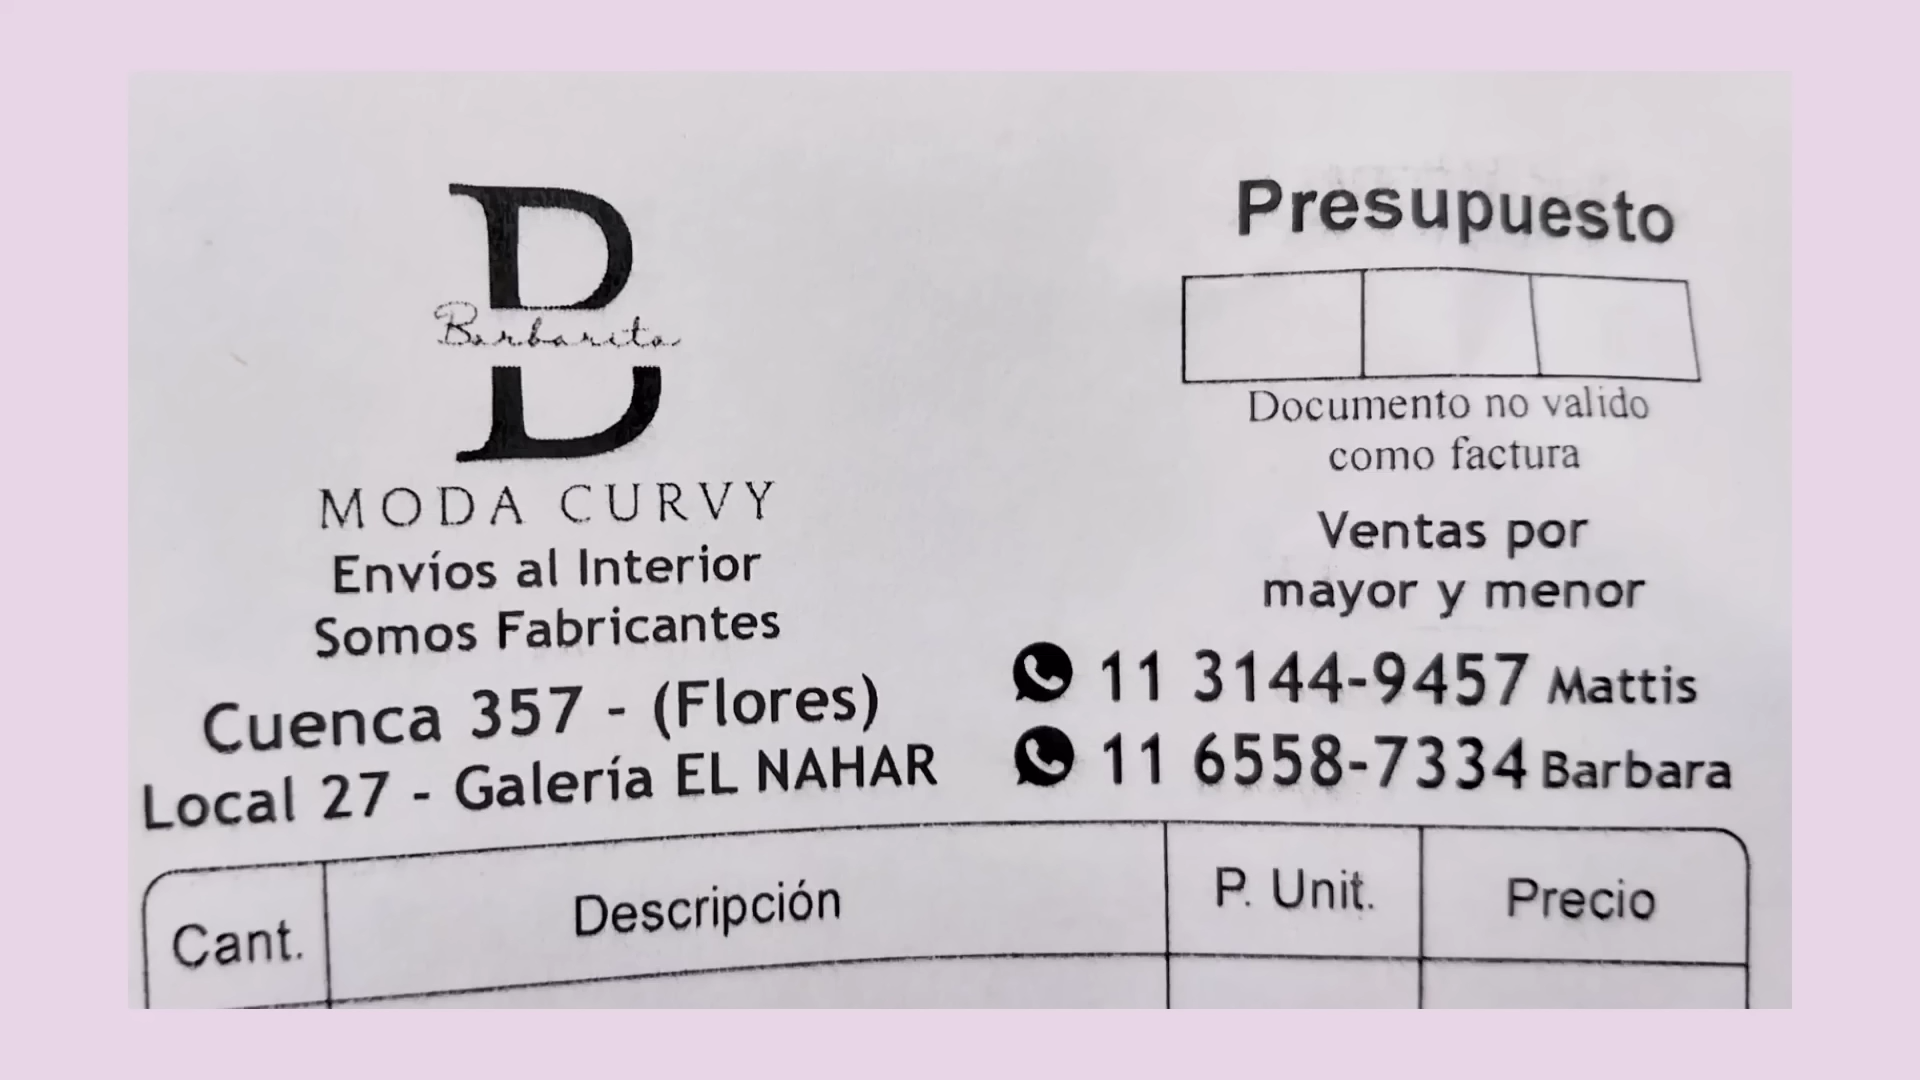 B
Barbarita
MODA CURVY
Envíos al Interior
Somos Fabricantes
Cuenca 357 - (Flores)
Local 27 - Galería EL NAHAR
Presupuesto
Documento no valido
como factura
Ventas por
mayor y menor
11 3144-9457 Mattis
11 6558-7334 Barbara
Cant. Descripción P. Unit. Precio